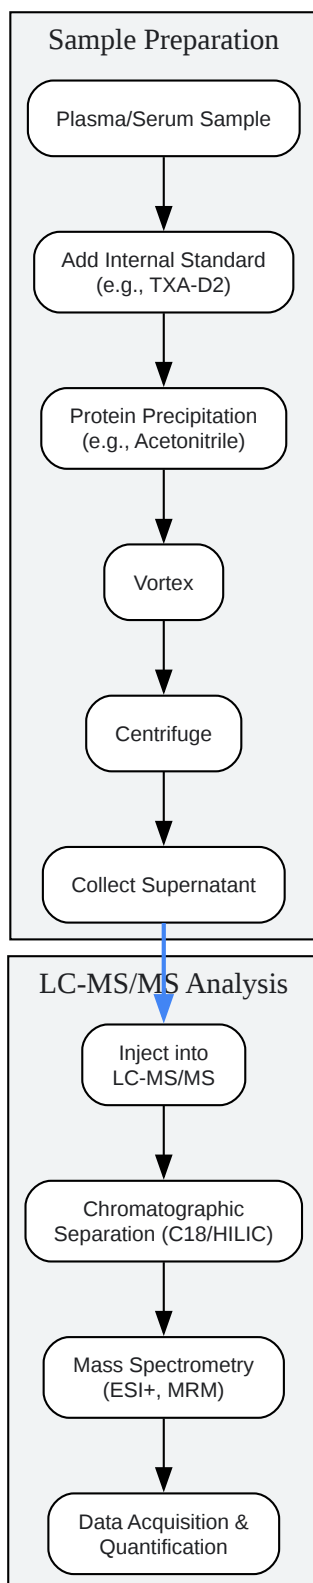 Sample Preparation
Plasma/Serum Sample
Add Internal Standard
(e.g., TXA-D2)
Protein Precipitation
(e.g., Acetonitrile)
Vortex
Centrifuge
Collect Supernatant
LC-MS/MS Analysis
Inject into
LC-MS/MS
Chromatographic
Separation (C18/HILIC)
Mass Spectrometry
(ESI+, MRM)
Data Acquisition &
Quantification